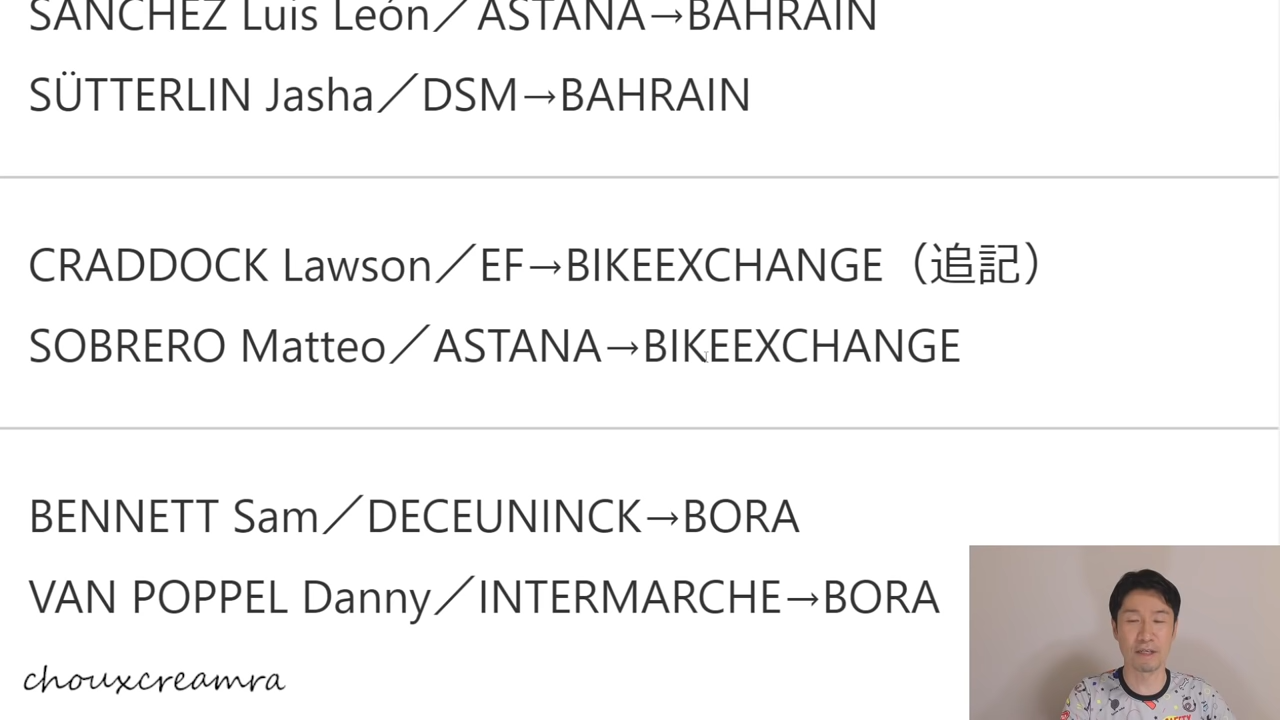 SÁNCHEZ Luis León／ASTANA→BAHRAIN
SÜTTERLIN Jasha／DSM→BAHRAIN
CRADDOCK Lawson／EF→BIKEEXCHANGE（追記）
SOBRERO Matteo／ASTANA→BIKEEXCHANGE
BENNETT Sam／DECEUNINCK→BORA
VAN POPPEL Danny／INTERMARCHE→BORA
chouxcreamra